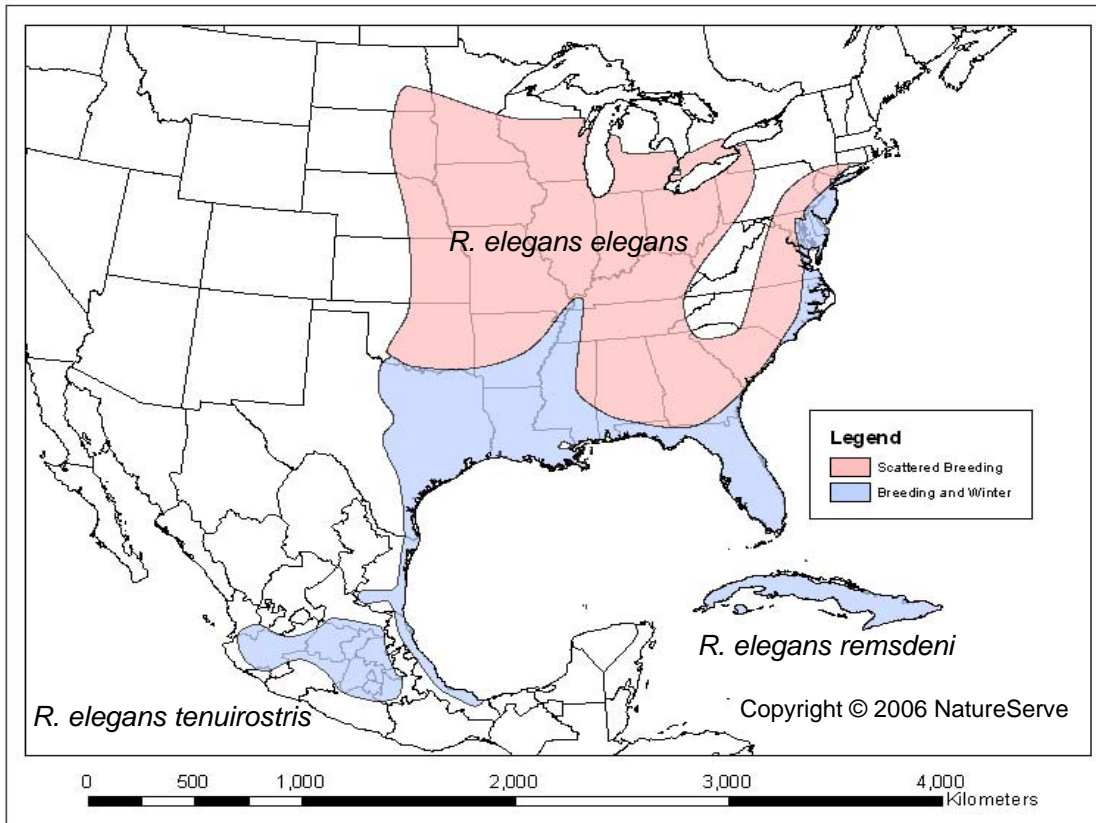 R. elegans elegans
Legend
Scattered Breeding
Breeding and Winter
R. elegans remsdeni
R. elegans tenuirostris
Copyright © 2006 NatureServe
0 500 1,000 2,000 3,000 4,000
Kilometers